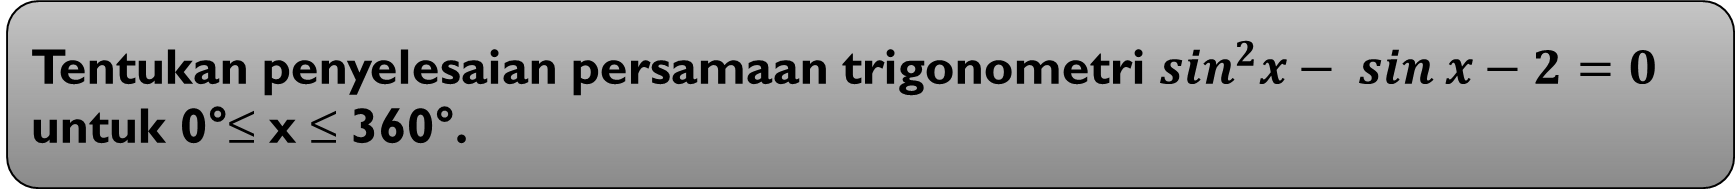 Tentukan penyelesaian persamaan trigonometri sin²x − sin x − 2 = 0
untuk 0°≤ x ≤ 360°.